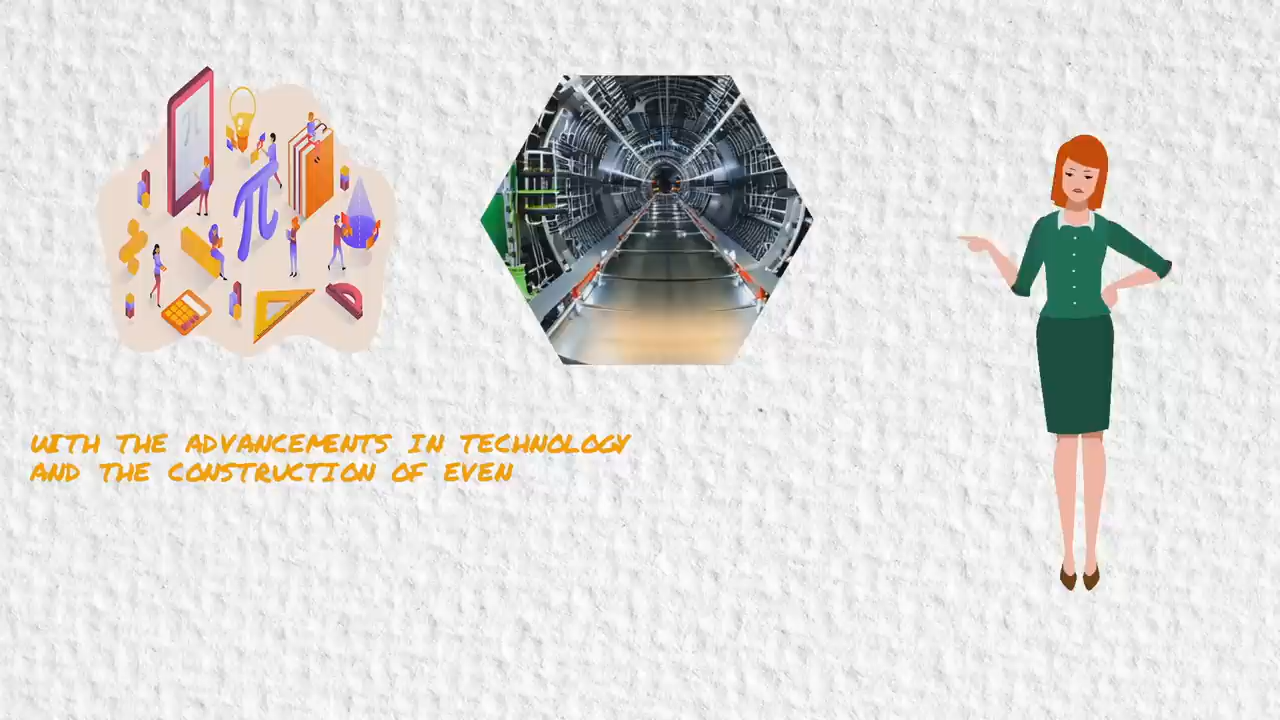 π
π
WITH THE ADVANCEMENTS IN TECHNOLOGY
AND THE CONSTRUCTION OF EVEN